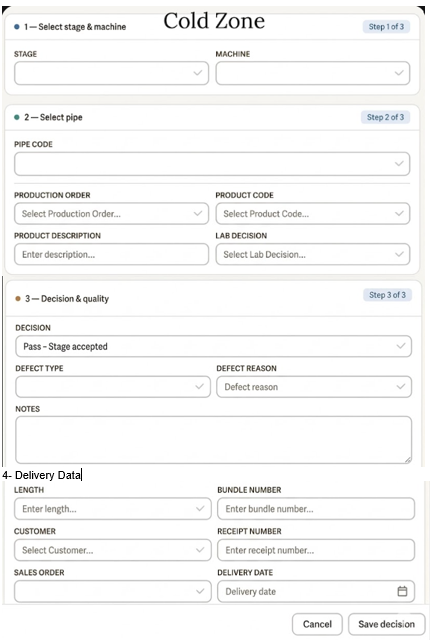 Cold Zone
1 — Select stage & machine
Step 1 of 3
STAGE
MACHINE
2 — Select pipe
Step 2 of 3
PIPE CODE
PRODUCTION ORDER
PRODUCT CODE
Select Production Order...
Select Product Code...
PRODUCT DESCRIPTION
LAB DECISION
Enter description...
Select Lab Decision...
3 — Decision & quality
Step 3 of 3
DECISION
Pass – Stage accepted
DEFECT TYPE
DEFECT REASON
Defect reason
NOTES
4- Delivery Data
LENGTH
BUNDLE NUMBER
Enter length...
Enter bundle number...
CUSTOMER
RECEIPT NUMBER
Select Customer...
Enter receipt number...
SALES ORDER
DELIVERY DATE
Delivery date
Cancel
Save decision